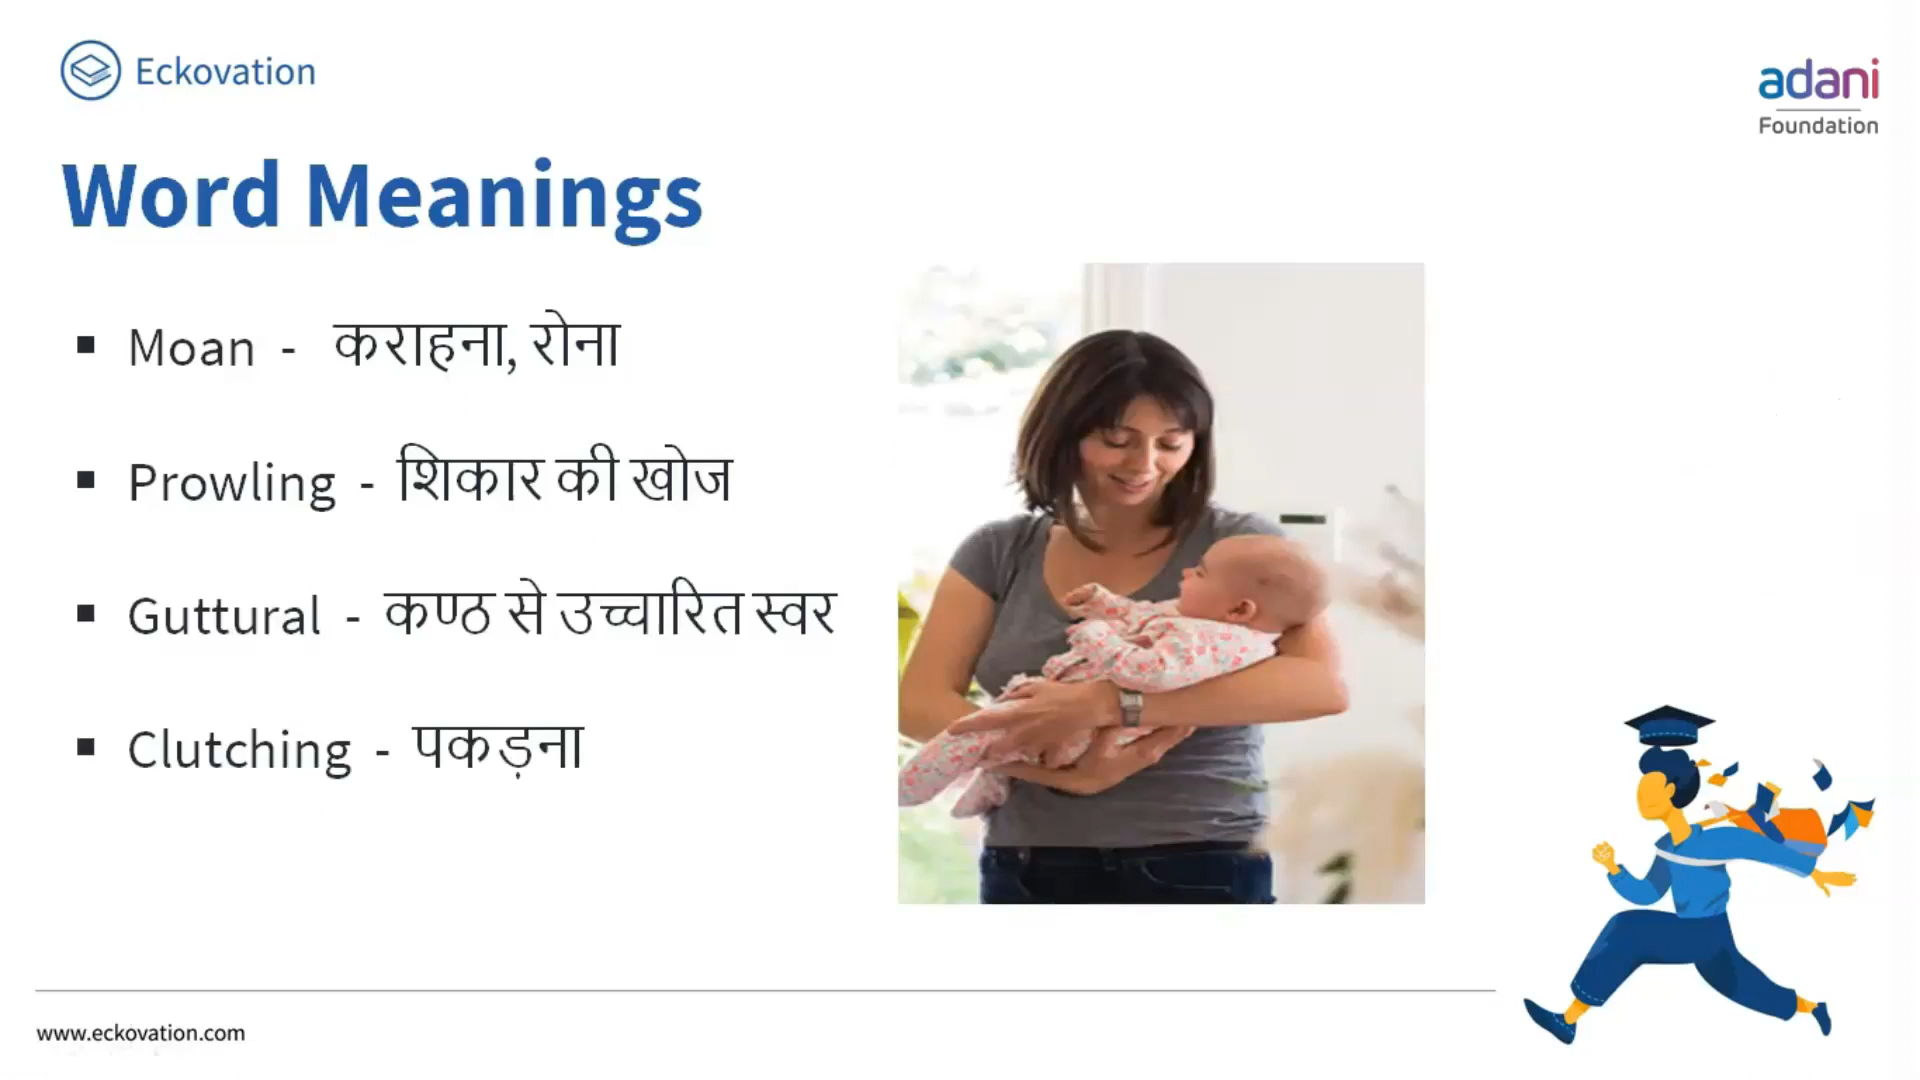 Eckovation
adani
Foundation
Word Meanings
▪ Moan - कराहना, रोना
▪ Prowling - शिकार की खोज
▪ Guttural - कण्ठ से उच्चारित स्वर
▪ Clutching - पकड़ना
www.eckovation.com